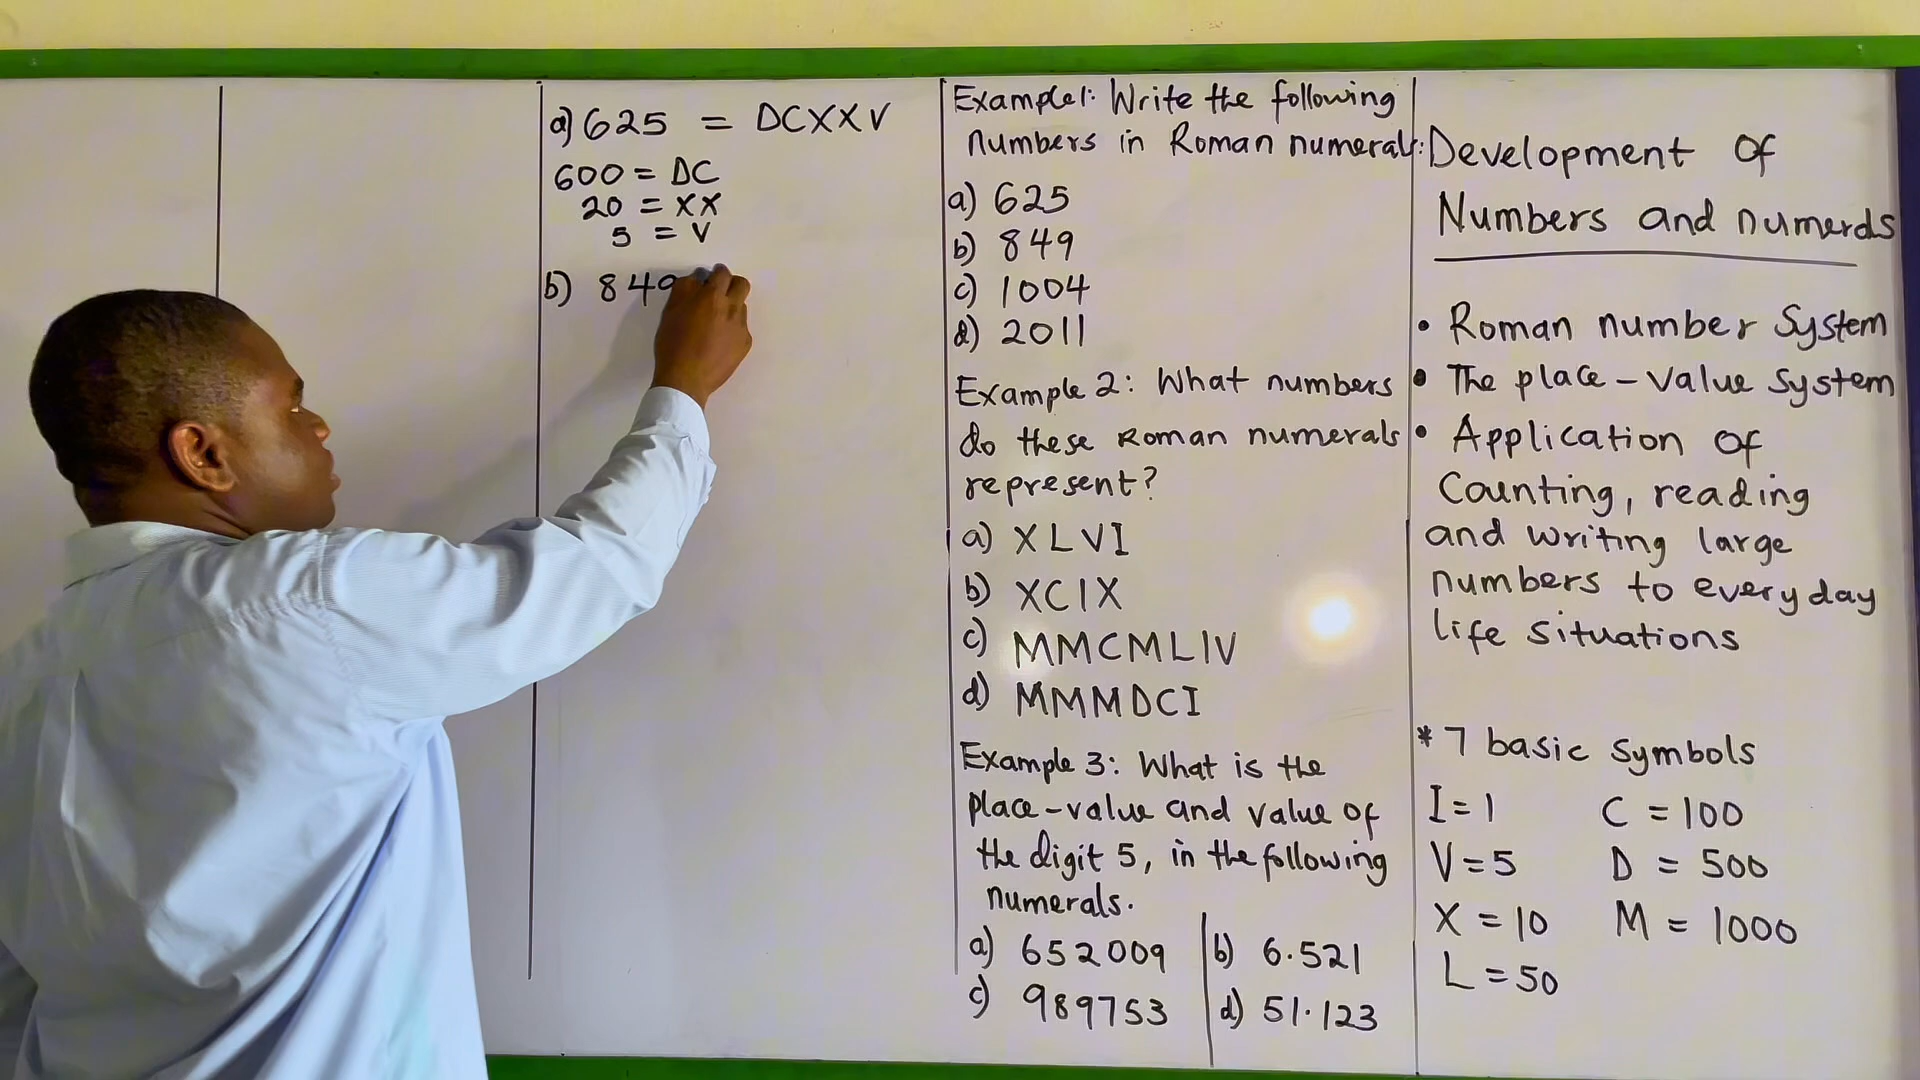 a) 625 = DCXXV
600 = DC
20 = XX
5 = V
b) 849
Example 1: Write the following
numbers in Roman numerals:
a) 625
b) 849
c) 1004
d) 2011
Example 2: What numbers
do these Roman numerals
represent?
a) XLVI
b) XCIX
c) MMCMLIV
d) MMMDCI
Example 3: What is the
place-value and value of
the digit 5, in the following
numerals.
a) 652009
b) 6.521
c) 989753
d) 51.123
Development of
Numbers and numerals
• Roman number System
• The place-value system
• Application of
Counting, reading
and writing large
numbers to everyday
life situations
* 7 basic symbols
I = 1 C = 100
V = 5 D = 500
X = 10 M = 1000
L = 50